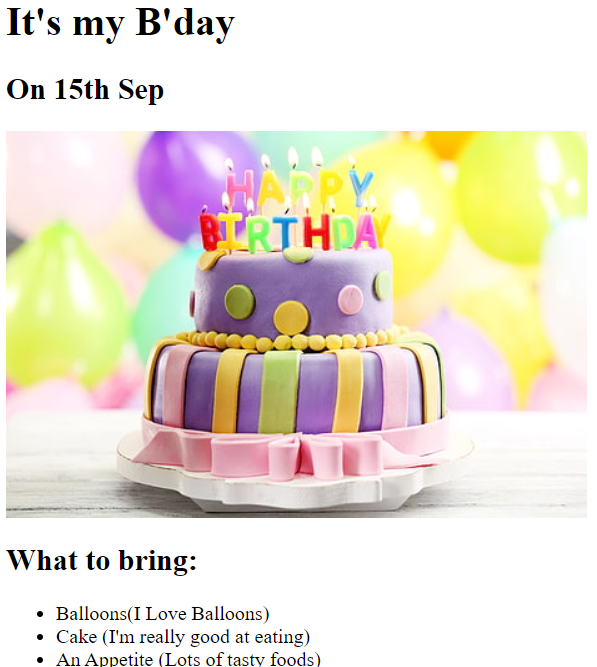 It's my B'day
On 15th Sep
HAPPY
BIRTHDAY
What to bring:
Balloons(I Love Balloons)
Cake (I'm really good at eating)
An Appetite (Lots of tasty foods)